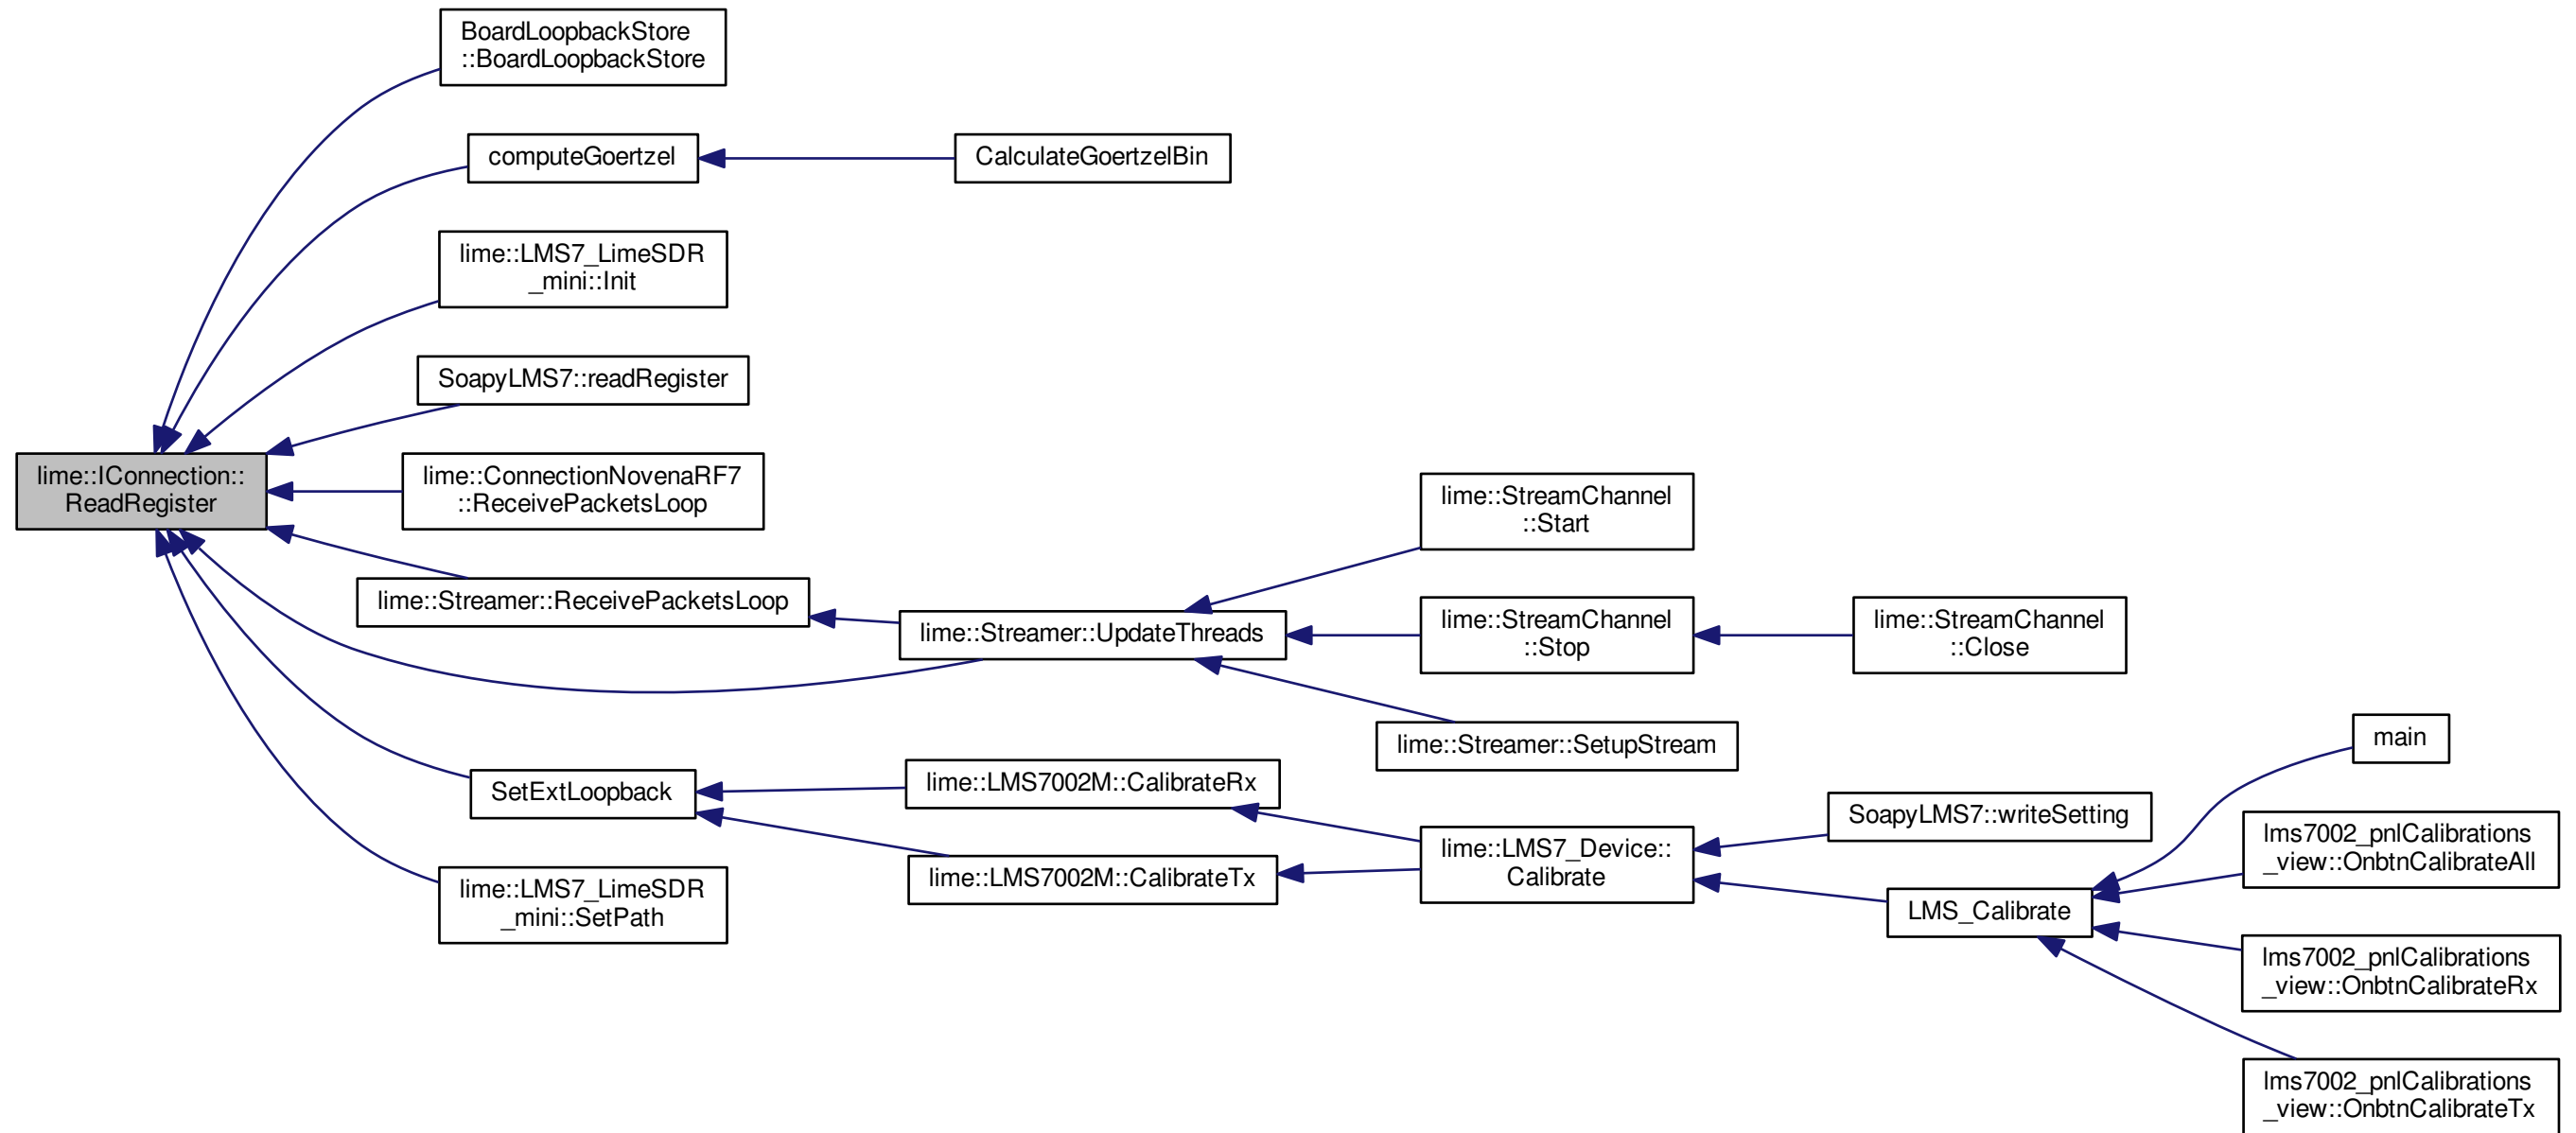 BoardLoopbackStore
::BoardLoopbackStore
computeGoertzel
CalculateGoertzelBin
lime::LMS7_LimeSDR
_mini::Init
SoapyLMS7::readRegister
lime::IConnection::
ReadRegister
lime::ConnectionNovenaRF7
::ReceivePacketsLoop
lime::StreamChannel
::Start
lime::Streamer::ReceivePacketsLoop
lime::Streamer::UpdateThreads
lime::StreamChannel
::Stop
lime::StreamChannel
::Close
lime::Streamer::SetupStream
main
SetExtLoopback
lime::LMS7002M::CalibrateRx
lime::LMS7002M::CalibrateTx
lime::LMS7_Device::
Calibrate
SoapyLMS7::writeSetting
LMS_Calibrate
lms7002_pnlCalibrations
_view::OnbtnCalibrateAll
lms7002_pnlCalibrations
_view::OnbtnCalibrateRx
lms7002_pnlCalibrations
_view::OnbtnCalibrateTx
lime::LMS7_LimeSDR
_mini::SetPath